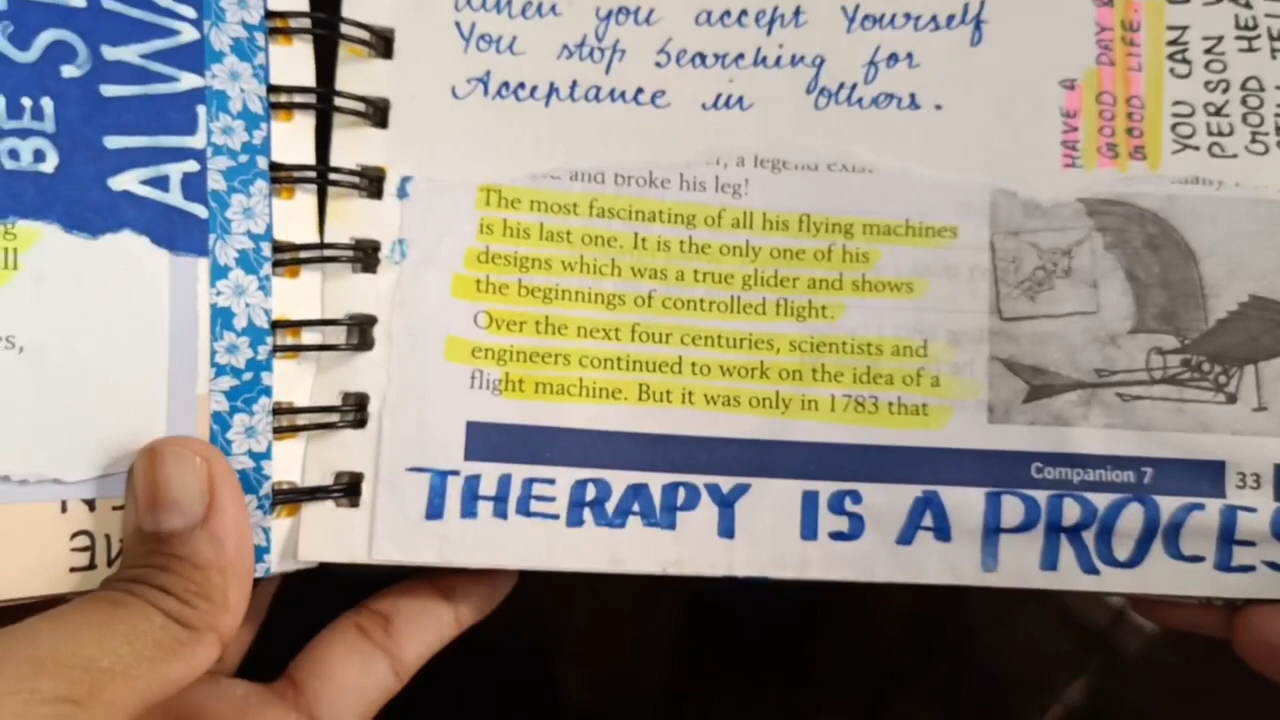 BE
ALW
When you accept Yourself
You stop Searching for
Acceptance in others.
HAVE A
GOOD DAY &
GOOD LIFE.
YOU CAN
PERSON
GOOD
a legend
and broke his leg!
The most fascinating of all his flying machines
is his last one. It is the only one of his
designs which was a true glider and shows
the beginnings of controlled flight.
Over the next four centuries, scientists and
engineers continued to work on the idea of a
flight machine. But it was only in 1783 that
Companion 7
33
THERAPY IS A PROCES